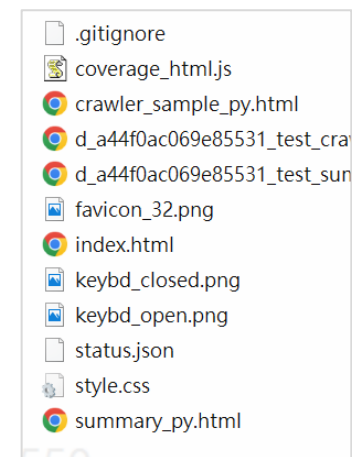 .gitignore
coverage_html.js
crawler_sample_py.html
d_a44f0ac069e85531_test_cra
d_a44f0ac069e85531_test_sum
favicon_32.png
index.html
keybd_closed.png
keybd_open.png
status.json
style.css
summary_py.html